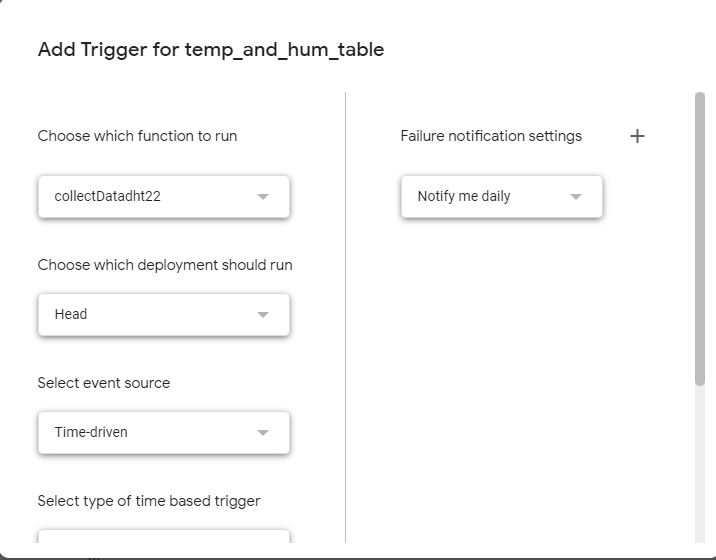 Add Trigger for temp_and_hum_table
Choose which function to run
collectDatadht22
Choose which deployment should run
Head
Select event source
Time-driven
Select type of time based trigger
Failure notification settings
Notify me daily